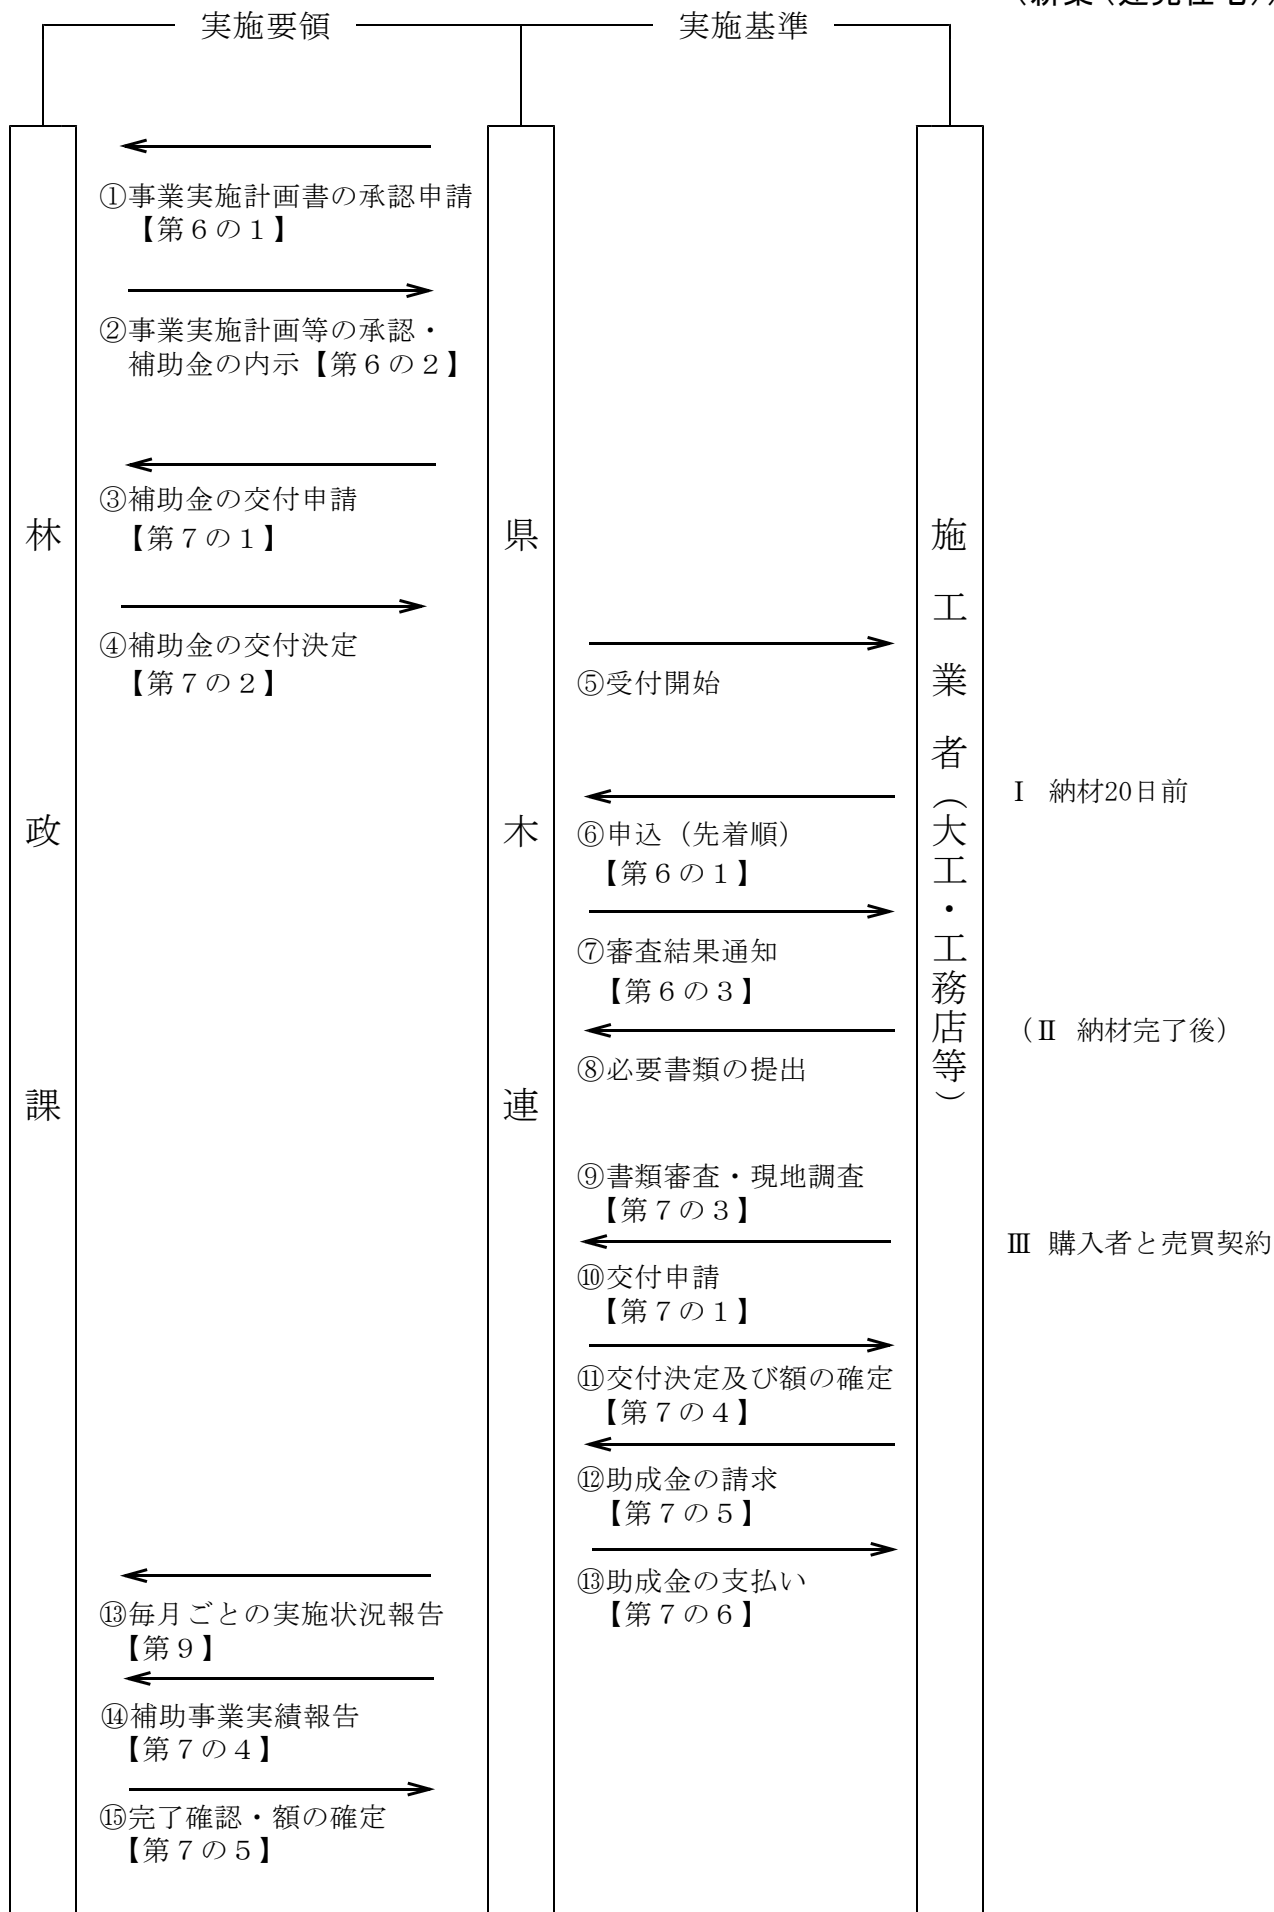 (新築(建売住宅))
実施要領
実施基準
林政課
県木連
施工業者(大工・工務店等)
①事業実施計画書の承認申請
【第6の1】
②事業実施計画等の承認・
補助金の内示【第6の2】
③補助金の交付申請
【第7の1】
④補助金の交付決定
【第7の2】
⑤受付開始
⑥申込(先着順)
【第6の1】
⑦審査結果通知
【第6の3】
⑧必要書類の提出
⑨書類審査・現地調査
【第7の3】
⑩交付申請
【第7の1】
⑪交付決定及び額の確定
【第7の4】
⑫助成金の請求
【第7の5】
⑬助成金の支払い
【第7の6】
⑬毎月ごとの実施状況報告
【第9】
⑭補助事業実績報告
【第7の4】
⑮完了確認・額の確定
【第7の5】
Ⅰ 納材20日前
(Ⅱ 納材完了後)
Ⅲ 購入者と売買契約